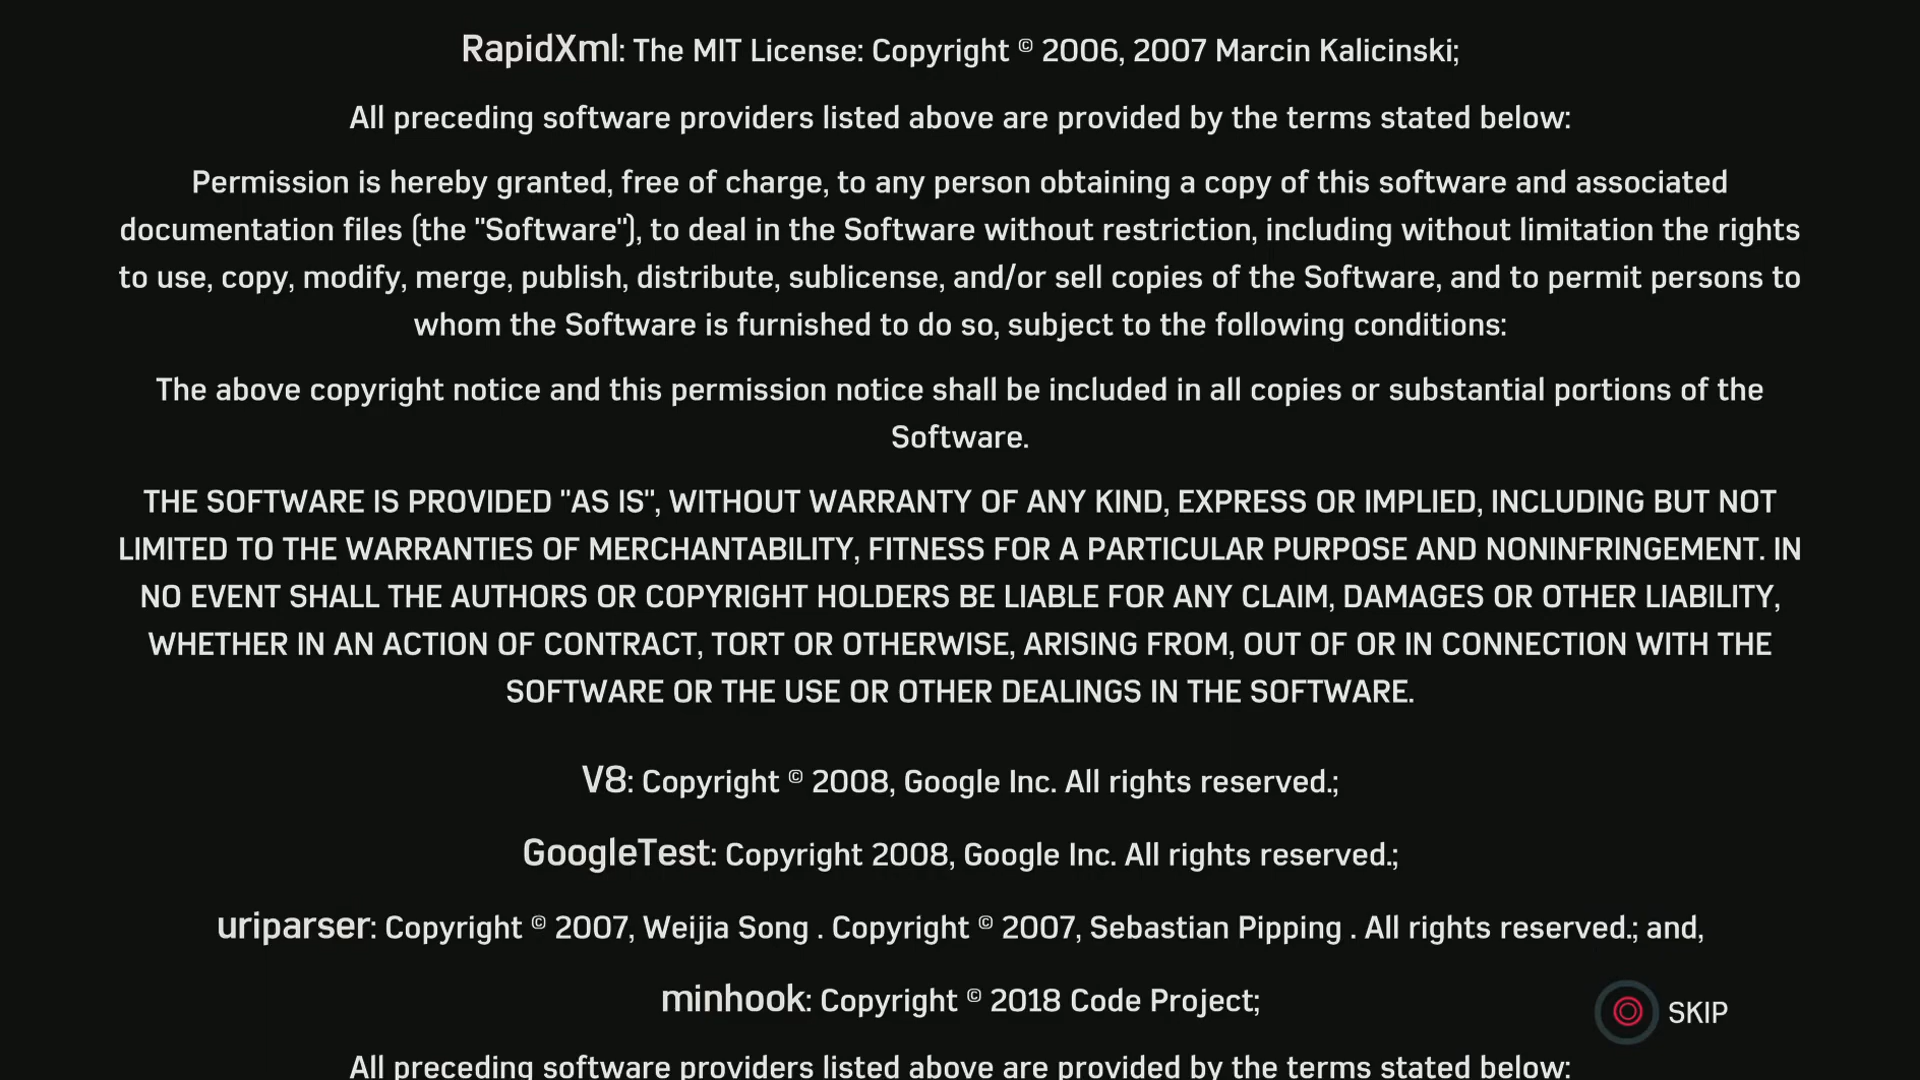 RapidXml: The MIT License: Copyright © 2006, 2007 Marcin Kalicinski;
All preceding software providers listed above are provided by the terms stated below:
Permission is hereby granted, free of charge, to any person obtaining a copy of this software and associated
documentation files (the "Software"), to deal in the Software without restriction, including without limitation the rights
to use, copy, modify, merge, publish, distribute, sublicense, and/or sell copies of the Software, and to permit persons to
whom the Software is furnished to do so, subject to the following conditions:
The above copyright notice and this permission notice shall be included in all copies or substantial portions of the
Software.
THE SOFTWARE IS PROVIDED "AS IS", WITHOUT WARRANTY OF ANY KIND, EXPRESS OR IMPLIED, INCLUDING BUT NOT
LIMITED TO THE WARRANTIES OF MERCHANTABILITY, FITNESS FOR A PARTICULAR PURPOSE AND NONINFRINGEMENT. IN
NO EVENT SHALL THE AUTHORS OR COPYRIGHT HOLDERS BE LIABLE FOR ANY CLAIM, DAMAGES OR OTHER LIABILITY,
WHETHER IN AN ACTION OF CONTRACT, TORT OR OTHERWISE, ARISING FROM, OUT OF OR IN CONNECTION WITH THE
SOFTWARE OR THE USE OR OTHER DEALINGS IN THE SOFTWARE.
V8: Copyright © 2008, Google Inc. All rights reserved.;
GoogleTest: Copyright 2008, Google Inc. All rights reserved.;
uriparser: Copyright © 2007, Weijia Song . Copyright © 2007, Sebastian Pipping . All rights reserved.; and,
minhook: Copyright © 2018 Code Project;
SKIP
All preceding software providers listed above are provided by the terms stated below: